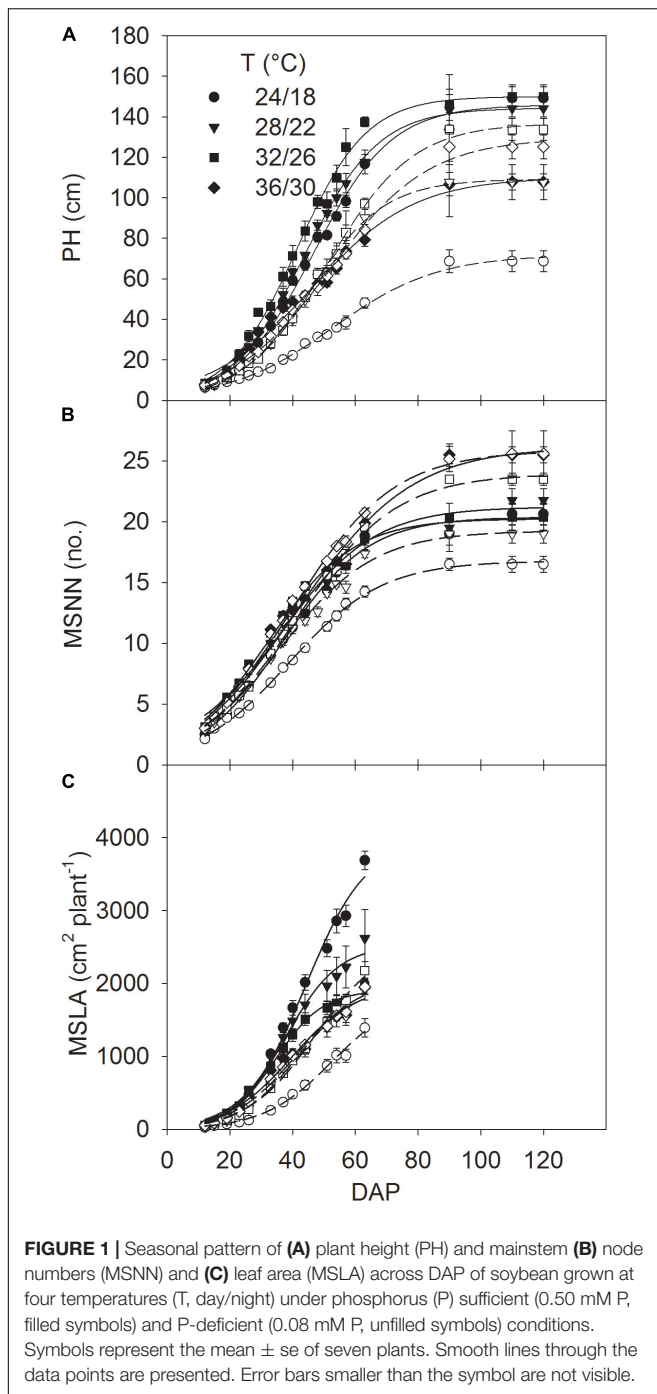 A
T (°C)
24/18
28/22
32/26
36/30
PH (cm)
180
160
140
120
100
80
60
40
20
0
B
MSNN (no.)
25
20
15
10
5
0
C
MSLA (cm² plant⁻¹)
4000
3000
2000
1000
0
0 20 40 60 80 100 120
DAP
FIGURE 1 | Seasonal pattern of (A) plant height (PH) and mainstem (B) node
numbers (MSNN) and (C) leaf area (MSLA) across DAP of soybean grown at
four temperatures (T, day/night) under phosphorus (P) sufficient (0.50 mM P,
filled symbols) and P-deficient (0.08 mM P, unfilled symbols) conditions.
Symbols represent the mean ± se of seven plants. Smooth lines through the
data points are presented. Error bars smaller than the symbol are not visible.